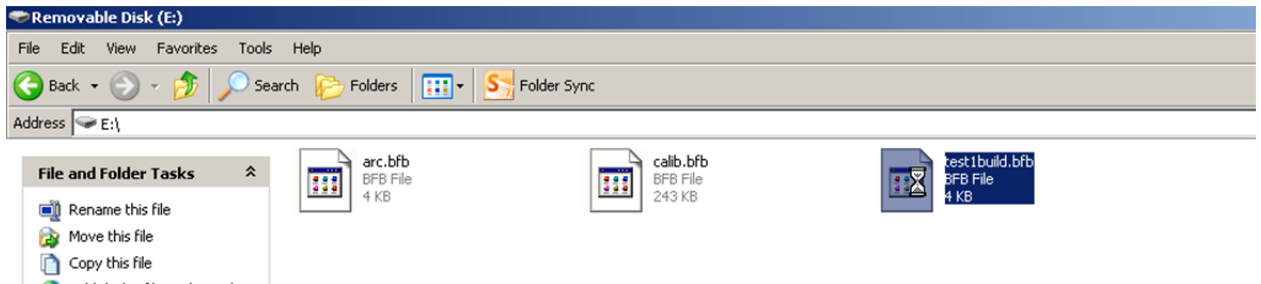 Removable Disk (E:)
File Edit View Favorites Tools Help
Back Search Folders Folder Sync
Address E:\
File and Folder Tasks
Rename this file
Move this file
Copy this file
arc.bfb
BFB File
4 KB
calib.bfb
BFB File
243 KB
test1build.bfb
BFB File
4 KB